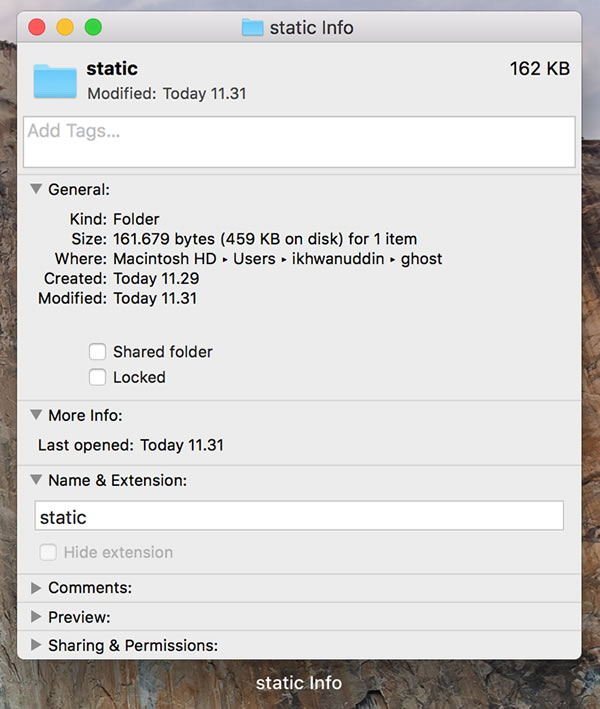 static Info
static
162 KB
Modified: Today 11.31
Add Tags...
General:
Kind: Folder
Size: 161.679 bytes (459 KB on disk) for 1 item
Where: Macintosh HD ▸ Users ▸ ikhwanuddin ▸ ghost
Created: Today 11.29
Modified: Today 11.31
Shared folder
Locked
More Info:
Last opened: Today 11.31
Name & Extension:
static
Hide extension
Comments:
Preview:
Sharing & Permissions:
static Info